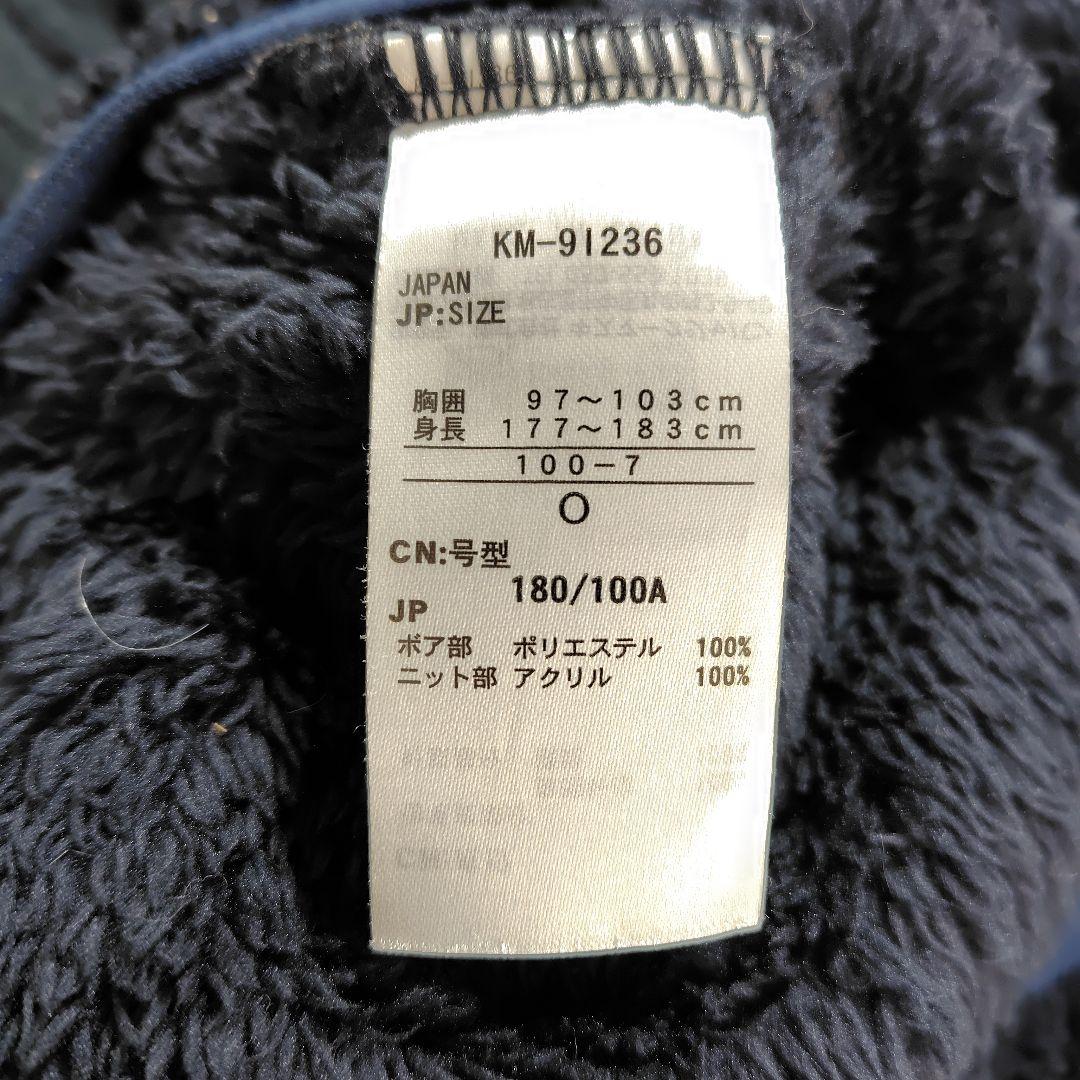 KM-91236
JAPAN
JP:SIZE
胸囲 97〜103cm
身長 177〜183cm
100-7
O
CN:号型
180/100A
JP
ボア部 ポリエステル 100%
ニット部 アクリル 100%